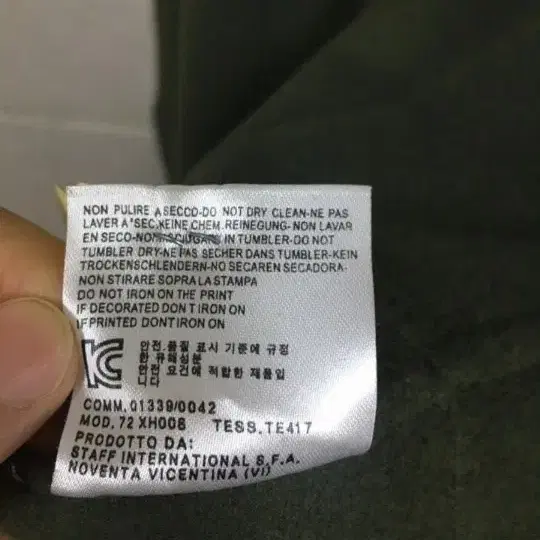 NON PULIRE A SECCO-DO NOT DRY CLEAN-NE PAS
LAVER A'SEC.KEINE CHEM.REINEGUNG-NON LAVAR
EN SECO-NON ASCIUGARE IN TUMBLER-DO NOT
TUMBLER DRY-NE PAS SECHER DANS TUMBLER-KEIN
TROCKENSCHLENDERN-NO SECAREN SECADORA-
NON STIRARE SOPRA LA STAMPA
DO NOT IRON ON THE PRINT
IF DECORATED DON T IRON ON
IF PRINTED DONT IRON ON
안전.품질 표시 기준에 규정
한 유해성분
안전 요건에 적합한 제품입
니다
COMM.01339/0042
MOD.72 XH006 TESS.TE417
PRODOTTO DA:
STAFF INTERNATIONAL S.F.A.
NOVENTA VICENTINA (VI)